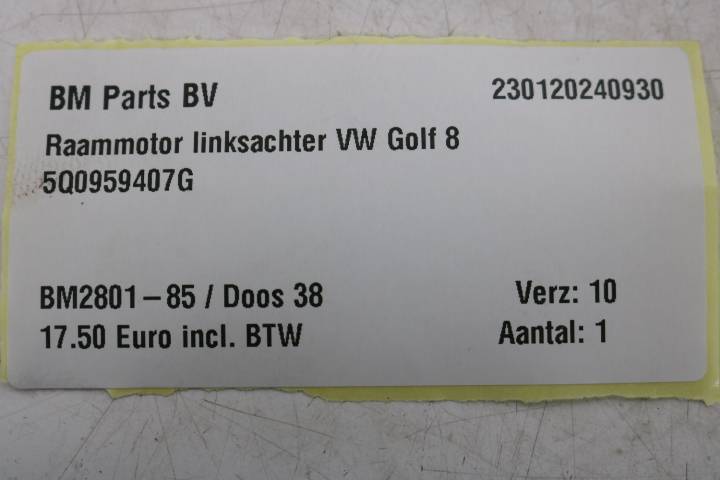 BM Parts BV 230120240930
Raammotor linksachter VW Golf 8
5Q0959407G
BM2801-85 / Doos 38 Verz: 10
17.50 Euro incl. BTW Aantal: 1